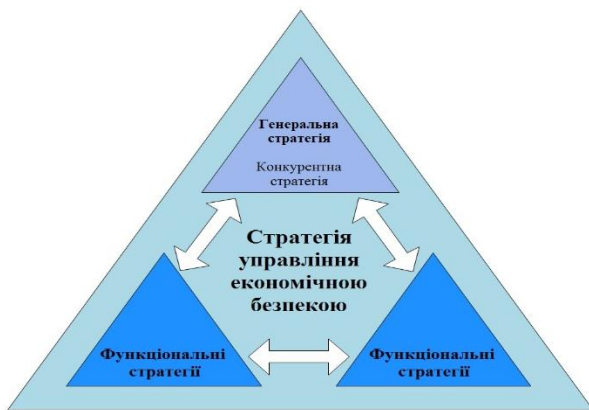 Генеральна
стратегія
Конкурентна
стратегія
Стратегія
управління
економічною
безпекою
Функціональні
стратегії
Функціональні
стратегії